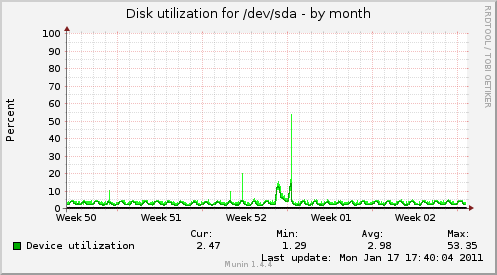 Disk utilization for /dev/sda - by month
RRDTOOL / TOBI OETIKER
Percent
100
90
80
70
60
50
40
30
20
10
0
Week 50 Week 51 Week 52 Week 01 Week 02
Cur: Min: Avg: Max:
Device utilization 2.47 1.29 2.98 53.35
Last update: Mon Jan 17 17:40:04 2011
Munin 1.4.4